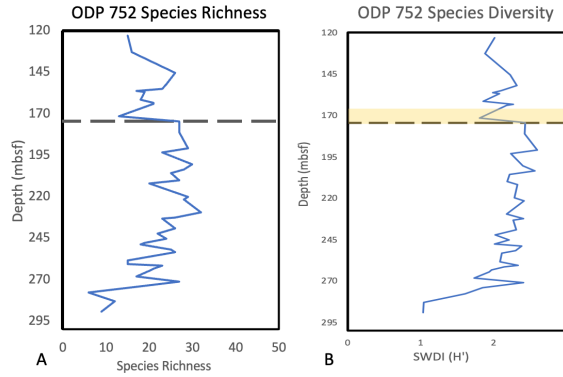 ODP 752 Species Richness
120
145
170
195
220
245
270
295
Depth (mbsf)
0 10 20 30 40 50
Species Richness
A
ODP 752 Species Diversity
120
145
170
195
220
245
270
295
Depth (mbsf)
0 1 2
SWDI (H')
B